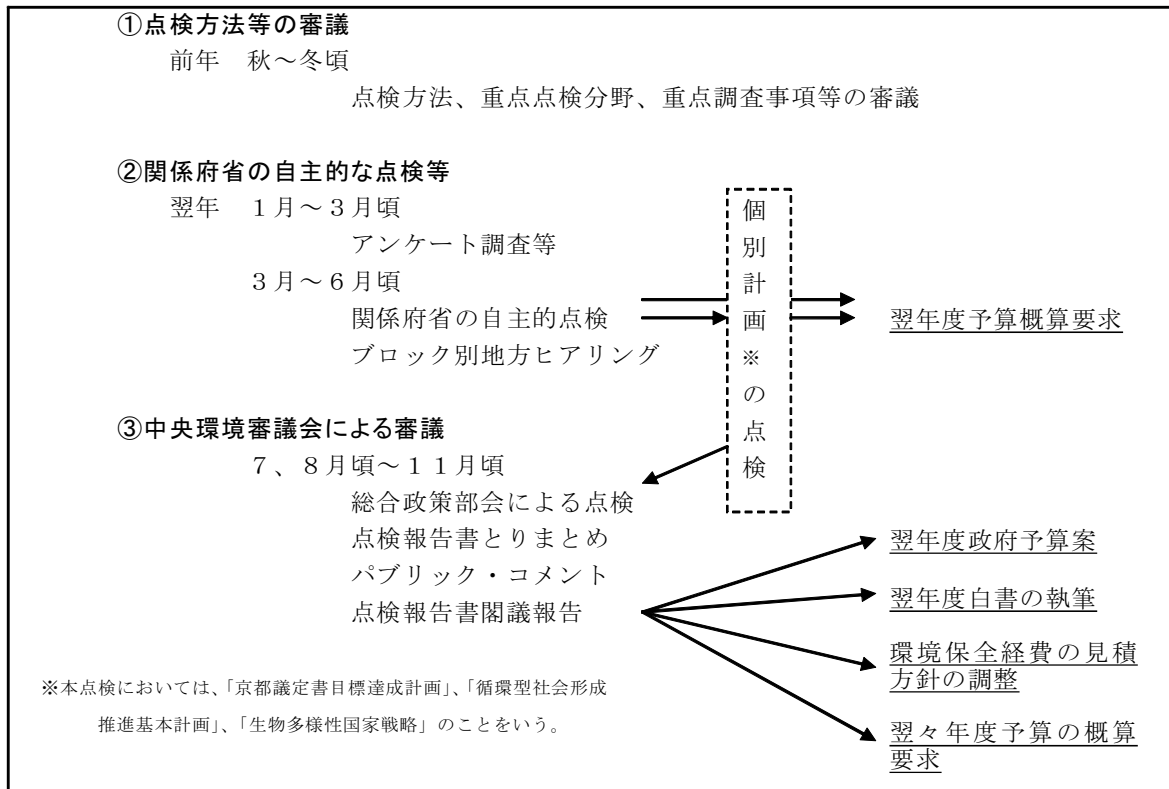 ①点検方法等の審議
前年　秋～冬頃
点検方法、重点点検分野、重点調査事項等の審議
②関係府省の自主的な点検等
翌年　１月～３月頃
アンケート調査等
３月～６月頃
関係府省の自主的点検
ブロック別地方ヒアリング
個別計画※の点検
翌年度予算概算要求
③中央環境審議会による審議
７、８月頃～１１月頃
総合政策部会による点検
点検報告書とりまとめ
パブリック・コメント
点検報告書閣議報告
翌年度政府予算案
翌年度白書の執筆
環境保全経費の見積
方針の調整
翌々年度予算の概算
要求
※本点検においては、「京都議定書目標達成計画」、「循環型社会形成
推進基本計画」、「生物多様性国家戦略」のことをいう。